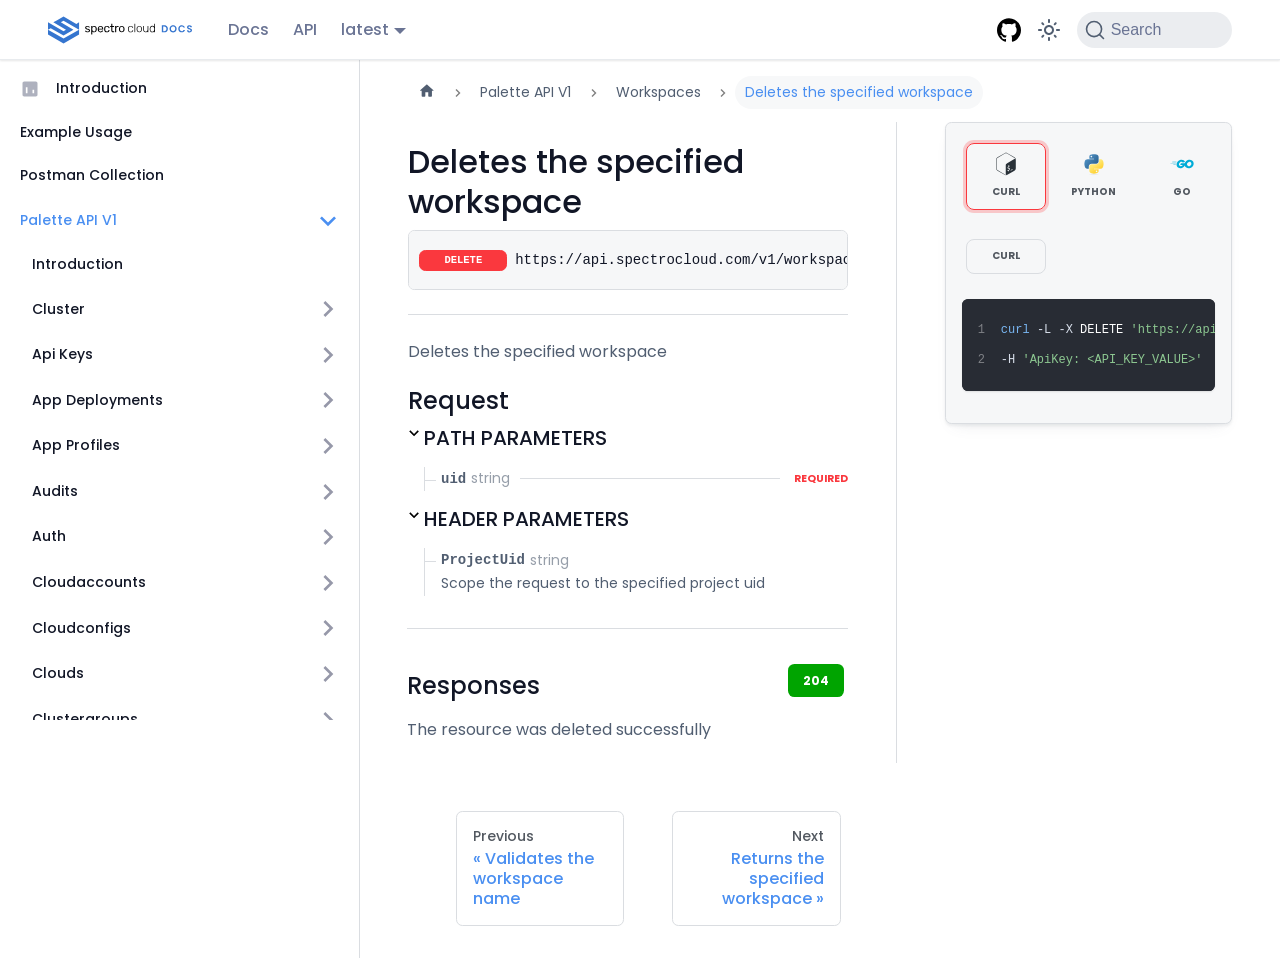 spectro cloud DOCS
Docs
API
latest
Search
Introduction
Example Usage
Postman Collection
Palette API V1
Introduction
Cluster
Api Keys
App Deployments
App Profiles
Audits
Auth
Cloudaccounts
Cloudconfigs
Clouds
Clustergroups
Palette API V1
Workspaces
Deletes the specified workspace
Deletes the specified
workspace
DELETE https://api.spectrocloud.com/v1/workspac
Deletes the specified workspace
Request
PATH PARAMETERS
uid string REQUIRED
HEADER PARAMETERS
ProjectUid string
Scope the request to the specified project uid
Responses
204
The resource was deleted successfully
Previous
« Validates the
workspace
name
Next
Returns the
specified
workspace »
CURL
PYTHON
GO
GO
CURL
1 curl -L -X DELETE 'https://api
2 -H 'ApiKey: <API_KEY_VALUE>'